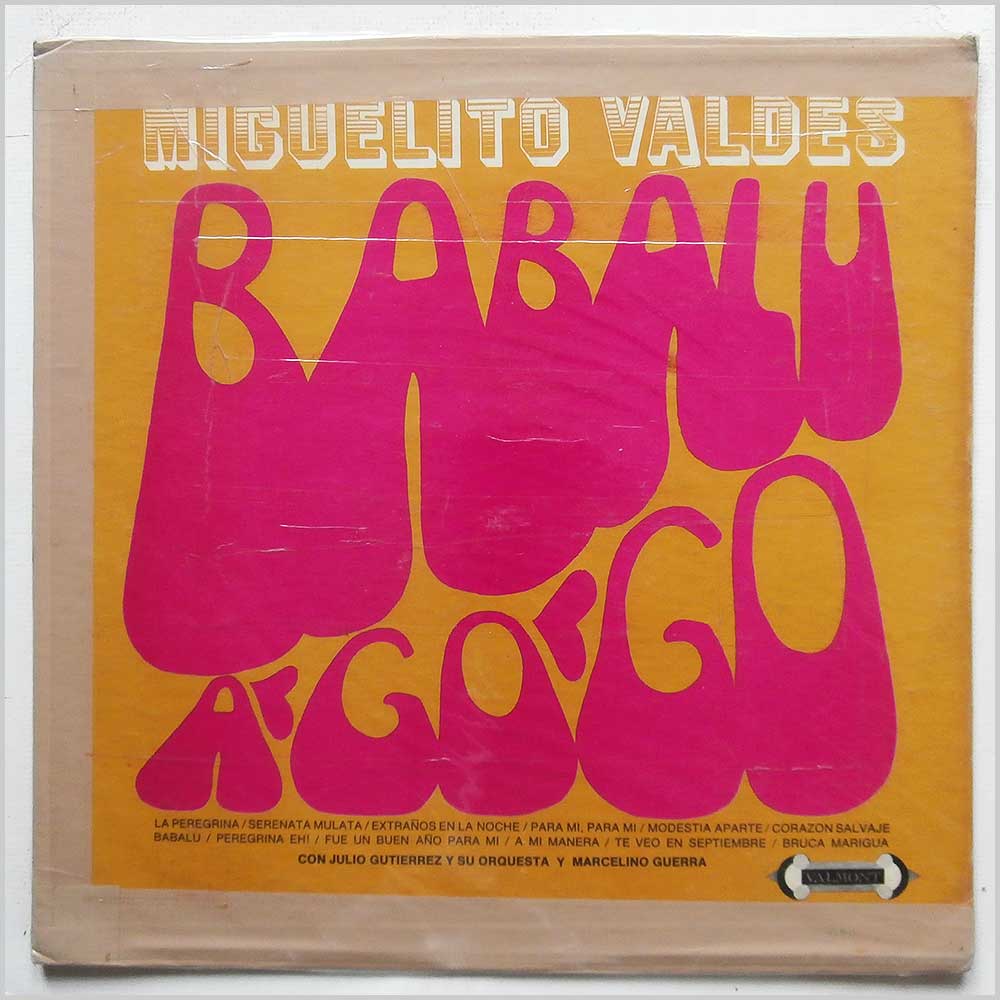 MIGUELITO VALDES
BABALU
A GO GO
LA PEREGRINA / SERENATA MULATA / EXTRAÑOS EN LA NOCHE / PARA MI, PARA MI / MODESTIA APARTE / CORAZON SALVAJE
BABALU / PEREGRINA EH! / FUE UN BUEN AÑO PARA MI / A MI MANERA / TE VEO EN SEPTIEMBRE / BRUCA MARIGUA
CON JULIO GUTIERREZ Y SU ORQUESTA Y MARCELINO GUERRA
VALMONT